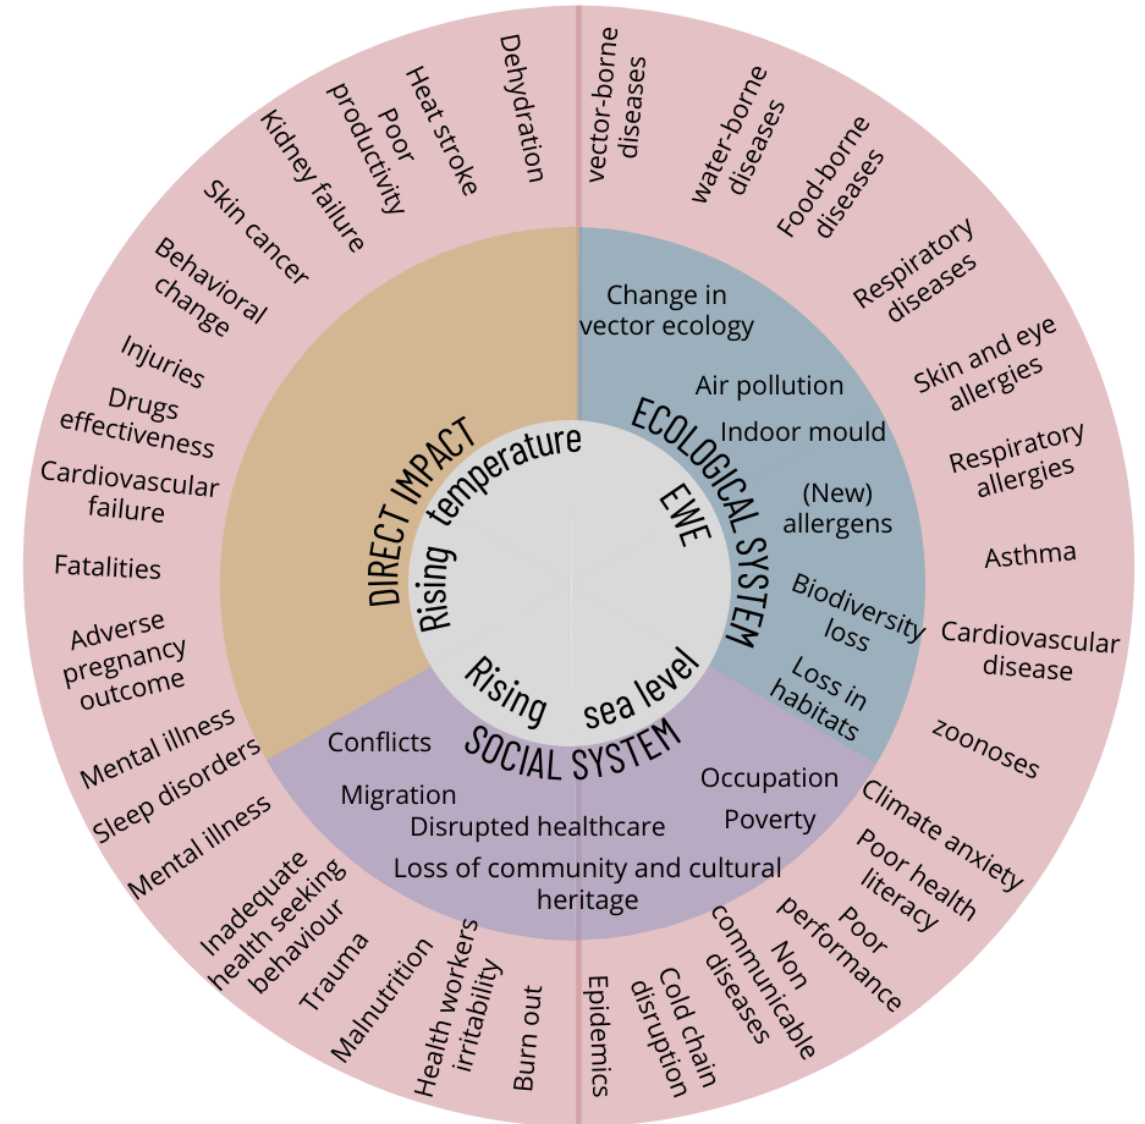 Dehydration
Heat stroke
Poor
productivity
Kidney failure
Skin cancer
Behavioral
change
Injuries
Drugs
effectiveness
Cardiovascular
failure
Fatalities
Adverse
pregnancy
outcome
Mental illness
Sleep disorders
Mental illness
Inadequate
health seeking
behaviour
Trauma
Malnutrition
Health workers
irritability
Burn out
vector-borne
diseases
water-borne
diseases
Food-borne
diseases
Respiratory
diseases
Skin and eye
allergies
Respiratory
allergies
Asthma
Cardiovascular
disease
zoonoses
Climate anxiety
Poor health
literacy
Poor
performance
Non
communicable
diseases
Cold chain
disruption
Epidemics
DIRECT IMPACT
ECOLOGICAL SYSTEM
Change in
vector ecology
Air pollution
Indoor mould
(New)
allergens
Biodiversity
loss
Loss in
habitats
SOCIAL SYSTEM
Conflicts
Migration
Disrupted healthcare
Occupation
Poverty
Loss of community and cultural
heritage
Rising temperature
EWE
Rising sea level